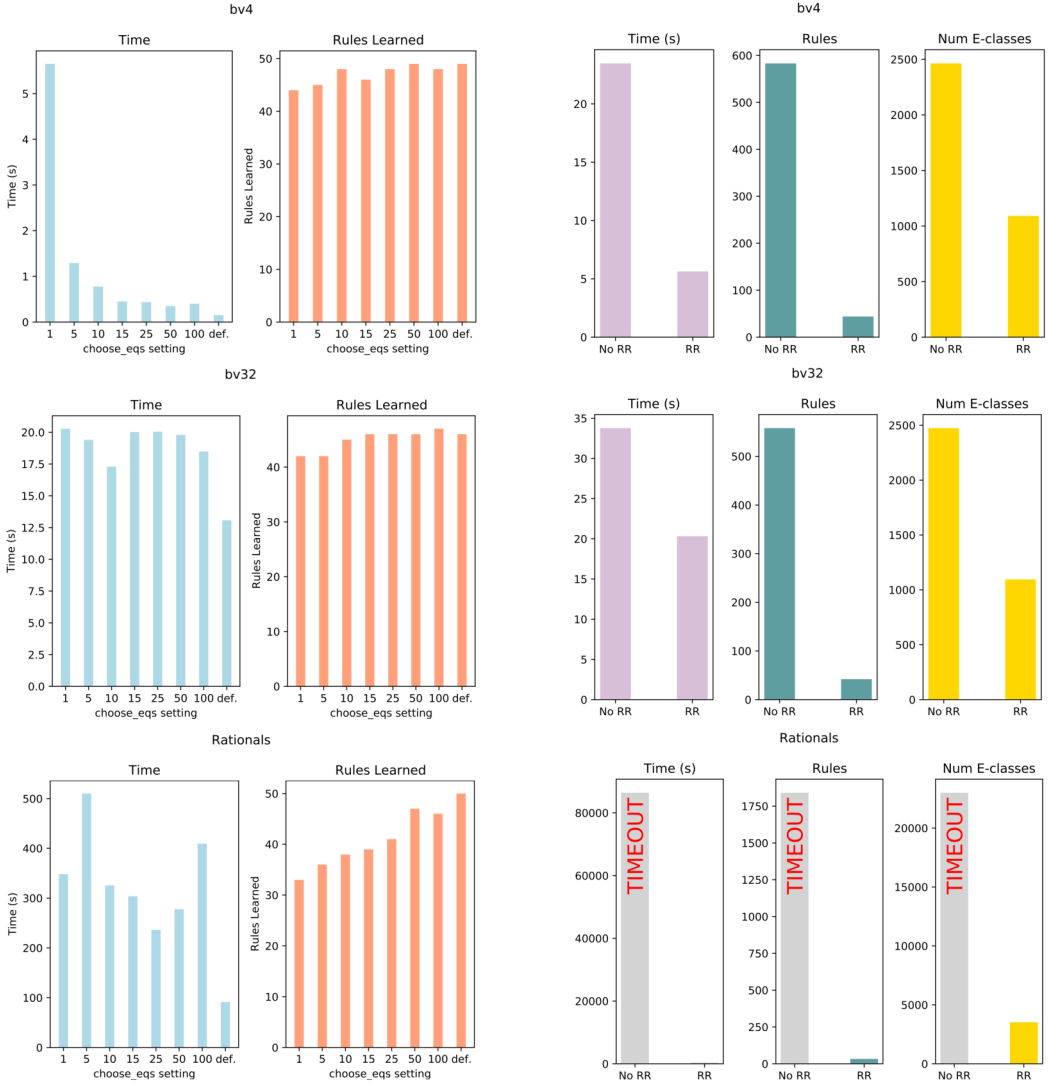 bv4
Time
Rules Learned
Time (s)
5
4
3
2
1
0
1 5 10 15 25 50 100 def.
choose_eqs setting
Rules Learned
50
40
30
20
10
0
1 5 10 15 25 50 100 def.
choose_eqs setting
bv4
Time (s)
Rules
Num E-classes
20
15
10
5
0
No RR RR
600
500
400
300
200
100
0
No RR RR
2500
2000
1500
1000
500
0
No RR RR
bv32
Time
Rules Learned
Time (s)
20.0
17.5
15.0
12.5
10.0
7.5
5.0
2.5
0.0
1 5 10 15 25 50 100 def.
choose_eqs setting
Rules Learned
40
30
20
10
0
1 5 10 15 25 50 100 def.
choose_eqs setting
bv32
Time (s)
Rules
Num E-classes
35
30
25
20
15
10
5
0
No RR RR
500
400
300
200
100
0
No RR RR
2500
2000
1500
1000
500
0
No RR RR
Rationals
Time
Rules Learned
Time (s)
500
400
300
200
100
0
1 5 10 15 25 50 100 def.
choose_eqs setting
Rules Learned
50
40
30
20
10
0
1 5 10 15 25 50 100 def.
choose_eqs setting
Rationals
Time (s)
Rules
Num E-classes
80000
60000
40000
20000
0
TIMEOUT
No RR RR
1750
1500
1250
1000
750
500
250
0
TIMEOUT
No RR RR
20000
15000
10000
5000
0
TIMEOUT
No RR RR